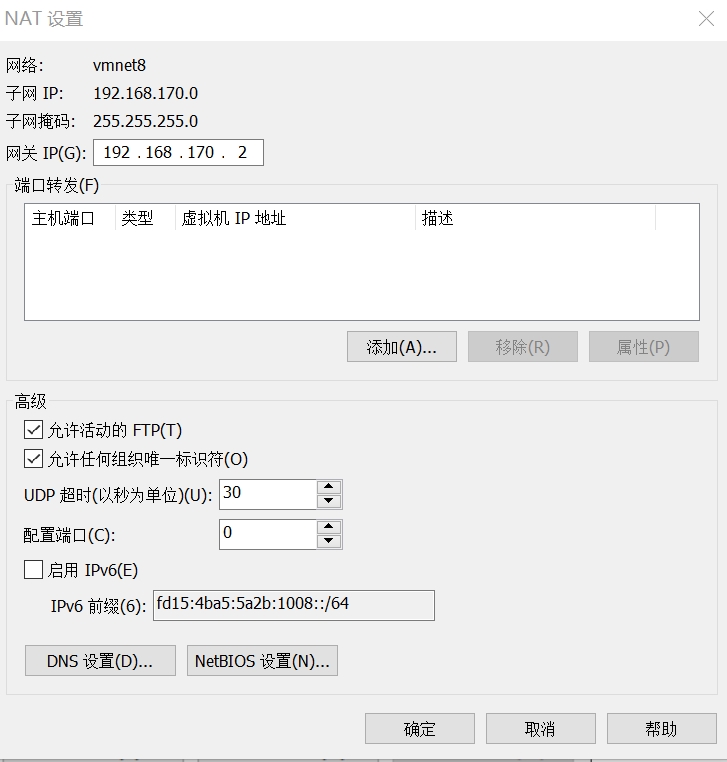 NAT 设置
网络: vmnet8
子网 IP: 192.168.170.0
子网掩码: 255.255.255.0
网关 IP(G): 192 . 168 . 170 . 2
端口转发(F)
主机端口 类型 虚拟机 IP 地址 描述
添加(A)... 移除(R) 属性(P)
高级
允许活动的 FTP(T)
允许任何组织唯一标识符(O)
UDP 超时(以秒为单位)(U): 30
配置端口(C): 0
启用 IPv6(E)
IPv6 前缀(6): fd15:4ba5:5a2b:1008::/64
DNS 设置(D)... NetBIOS 设置(N)...
确定 取消 帮助